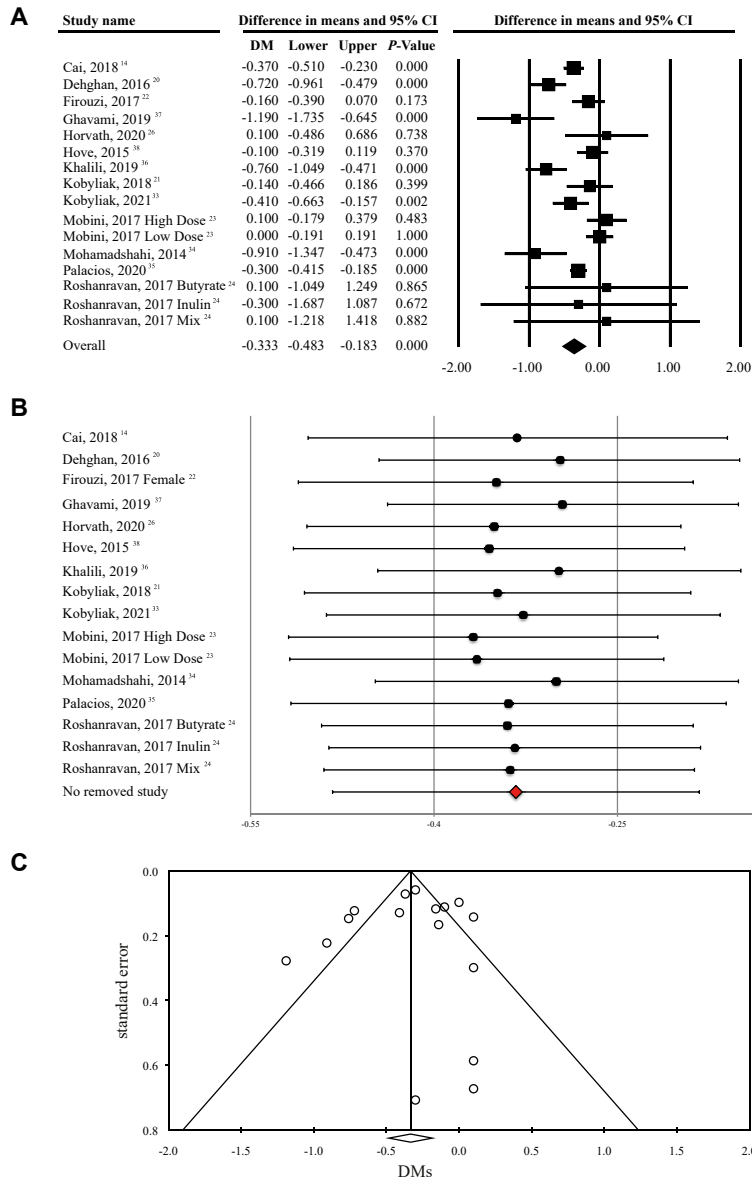 A
Study name Difference in means and 95% CI Difference in means and 95% CI
DM Lower Upper P-Value
Cai, 2018 14 -0.370 -0.510 -0.230 0.000
Dehghan, 2016 20 -0.720 -0.961 -0.479 0.000
Firouzi, 2017 22 -0.160 -0.390 0.070 0.173
Ghavami, 2019 37 -1.190 -1.735 -0.645 0.000
Horvath, 2020 26 0.100 -0.486 0.686 0.738
Hove, 2015 38 -0.100 -0.319 0.119 0.370
Khalili, 2019 36 -0.760 -1.049 -0.471 0.000
Kobyliak, 2018 21 -0.140 -0.466 0.186 0.399
Kobyliak, 2021 33 -0.410 -0.663 -0.157 0.002
Mobini, 2017 High Dose 23 0.100 -0.179 0.379 0.483
Mobini, 2017 Low Dose 23 0.000 -0.191 0.191 1.000
Mohamadshahi, 2014 34 -0.910 -1.347 -0.473 0.000
Palacios, 2020 35 -0.300 -0.415 -0.185 0.000
Roshanravan, 2017 Butyrate 24 0.100 -1.049 1.249 0.865
Roshanravan, 2017 Inulin 24 -0.300 -1.687 1.087 0.672
Roshanravan, 2017 Mix 24 0.100 -1.218 1.418 0.882
Overall -0.333 -0.483 -0.183 0.000
-2.00 -1.00 0.00 1.00 2.00
B
Cai, 2018 14
Dehghan, 2016 20
Firouzi, 2017 Female 22
Ghavami, 2019 37
Horvath, 2020 26
Hove, 2015 38
Khalili, 2019 36
Kobyliak, 2018 21
Kobyliak, 2021 33
Mobini, 2017 High Dose 23
Mobini, 2017 Low Dose 23
Mohamadshahi, 2014 34
Palacios, 2020 35
Roshanravan, 2017 Butyrate 24
Roshanravan, 2017 Inulin 24
Roshanravan, 2017 Mix 24
No removed study
-0.55 -0.4 -0.25
C
0.0
0.2
0.4
0.6
0.8
standard error
-2.0 -1.5 -1.0 -0.5 0.0 0.5 1.0 1.5 2.0
DMs